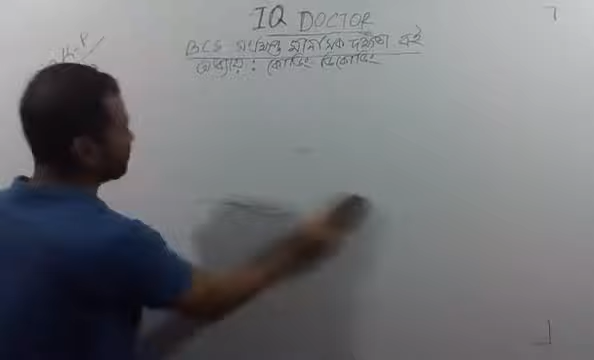 IQ DOCTOR
BCS সংক্রান্ত মানসিক দক্ষতা বই
অধ্যায় : কোডিং ডিকোডিং